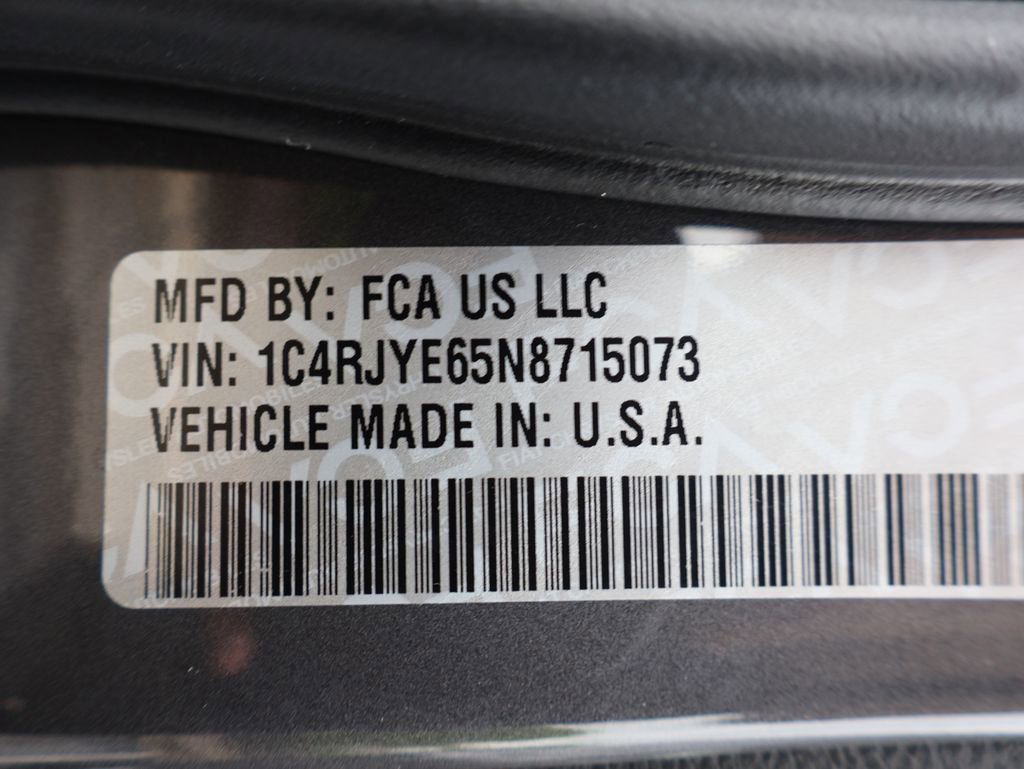 MFD BY: FCA US LLC
VIN: 1C4RJYE65N8715073
VEHICLE MADE IN: U.S.A.